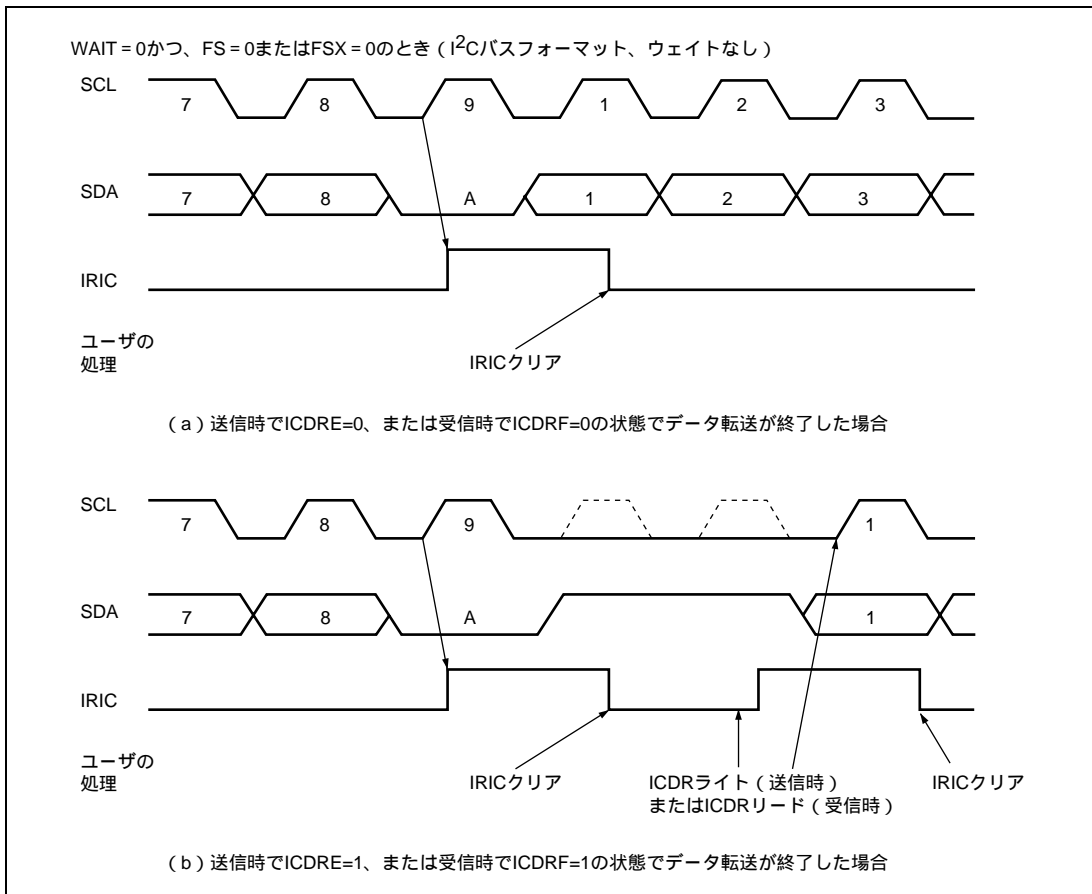 WAIT = 0かつ、FS = 0またはFSX = 0のとき（I2Cバスフォーマット、ウェイトなし）
SCL
7 8 9 1 2 3
SDA
7 8 A 1 2 3
IRIC
ユーザの
処理
IRICクリア
（a）送信時でICDRE=0、または受信時でICDRF=0の状態でデータ転送が終了した場合
SCL
7 8 9 1
SDA
7 8 A 1
IRIC
ユーザの
処理
IRICクリア ICDRライト（送信時） IRICクリア
またはICDRリード（受信時）
（b）送信時でICDRE=1、または受信時でICDRF=1の状態でデータ転送が終了した場合